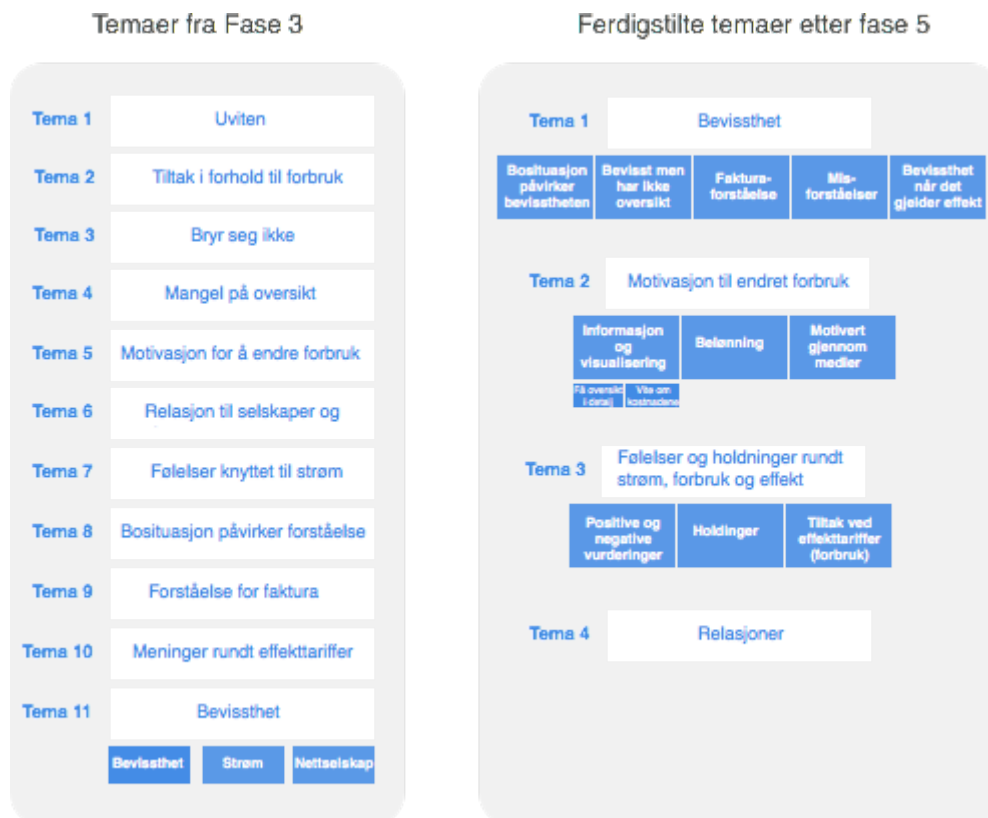 Temaer fra Fase 3
Tema 1
Uviten
Tema 2
Tiltak i forhold til forbruk
Tema 3
Bryr seg ikke
Tema 4
Mangel på oversikt
Tema 5
Motivasjon for å endre forbruk
Tema 6
Relasjon til selskaper og
Tema 7
Følelser knyttet til strøm
Tema 8
Bosituasjon påvirker forståelse
Tema 9
Forståelse for faktura
Tema 10
Meninger rundt effekttariffer
Tema 11
Bevissthet
Bevissthet
Strøm
Nettselskap
Ferdigstilte temaer etter fase 5
Tema 1
Bevissthet
Bosituasjon
påvirker
bevisstheten
Bevisst men
har ikke
oversikt
Faktura-
forståelse
Mis-
forståelser
Bevissthet
når det
gjelder effekt
Tema 2
Motivasjon til endret forbruk
Informasjon
og
visualisering
Belønning
Motivert
gjennom
medier
Få oversikt
i detalj
Vite om
kostnadene
Tema 3
Følelser og holdninger rundt
strøm, forbruk og effekt
Positive og
negative
vurderinger
Holdinger
Tiltak ved
effekttariffer
(forbruk)
Tema 4
Relasjoner